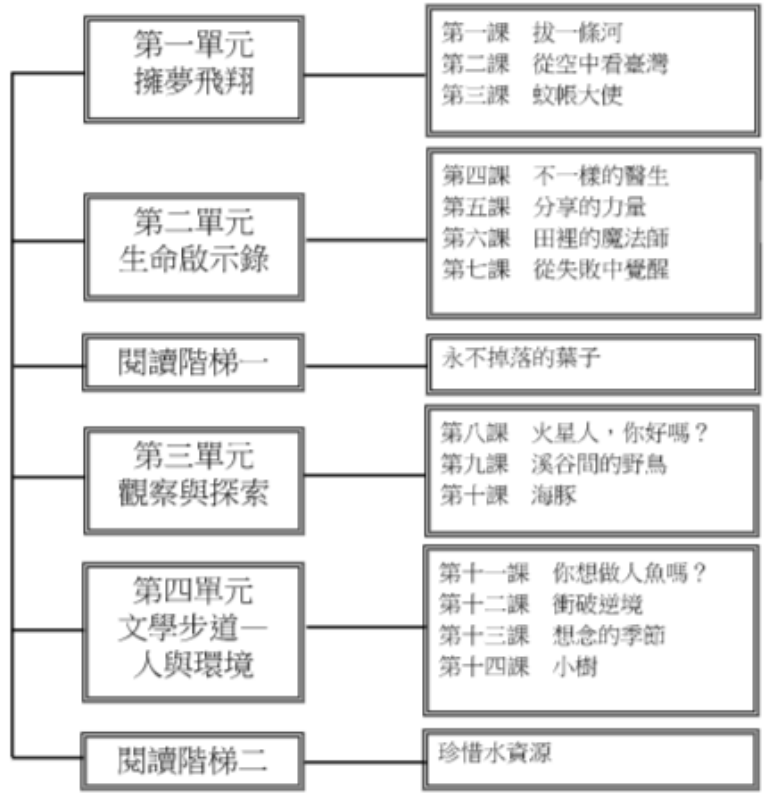 第一單元
擁夢飛翔
第一課 拔一條河
第二課 從空中看臺灣
第三課 蚊帳大使
第二單元
生命啟示錄
第四課 不一樣的醫生
第五課 分享的力量
第六課 田裡的魔法師
第七課 從失敗中覺醒
閱讀階梯一
永不掉落的葉子
第三單元
觀察與探索
第八課 火星人，你好嗎？
第九課 溪谷間的野鳥
第十課 海豚
第四單元
文學步道—
人與環境
第十一課 你想做人魚嗎？
第十二課 衝破逆境
第十三課 想念的季節
第十四課 小樹
閱讀階梯二
珍惜水資源